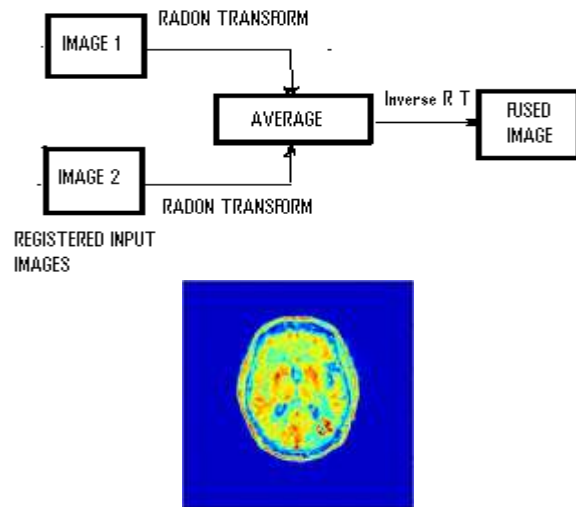 RADON TRANSFORM
IMAGE 1
Inverse R T
AVERAGE
FUSED
IMAGE
IMAGE 2
RADON TRANSFORM
REGISTERED INPUT
IMAGES